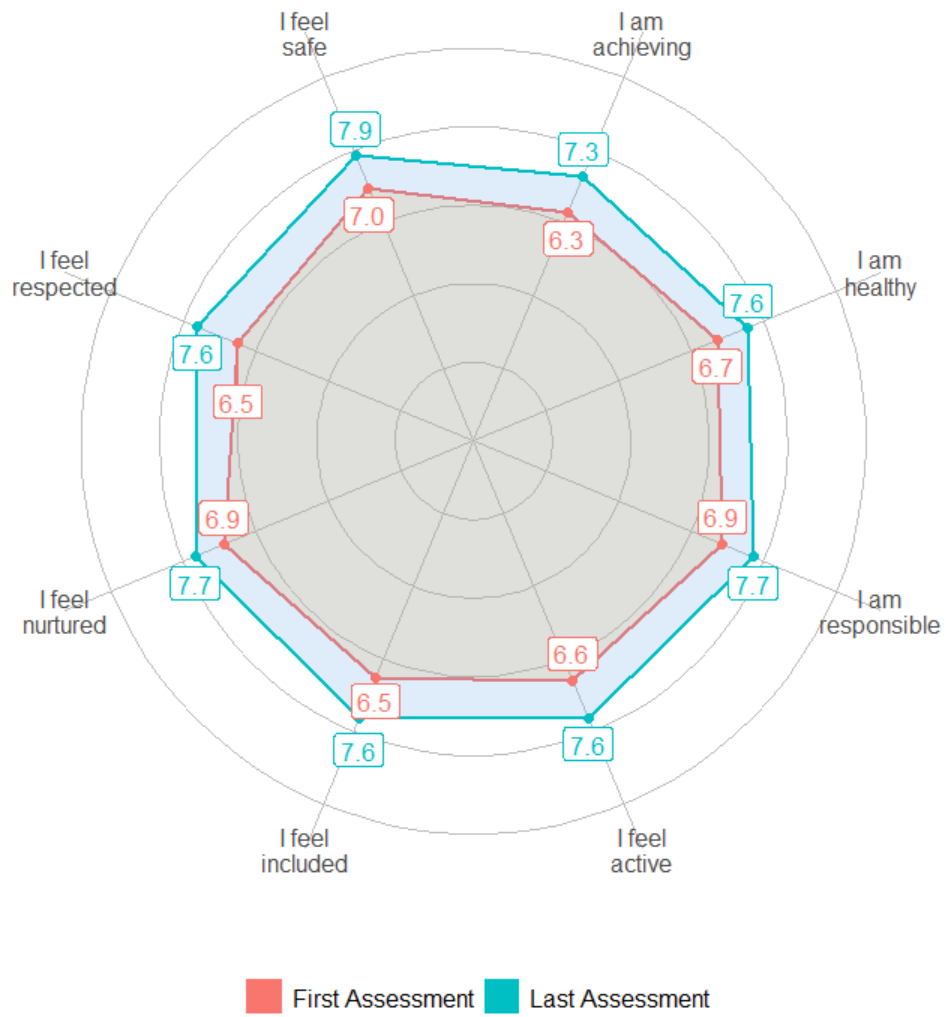 I feel
safe
I am
achieving
7.9
7.3
7.0
6.3
I feel
respected
I am
healthy
7.6
7.6
6.7
6.5
6.9
6.9
7.7
7.7
I feel
nurtured
I am
responsible
6.6
6.5
7.6
7.6
I feel
included
I feel
active
First Assessment
Last Assessment